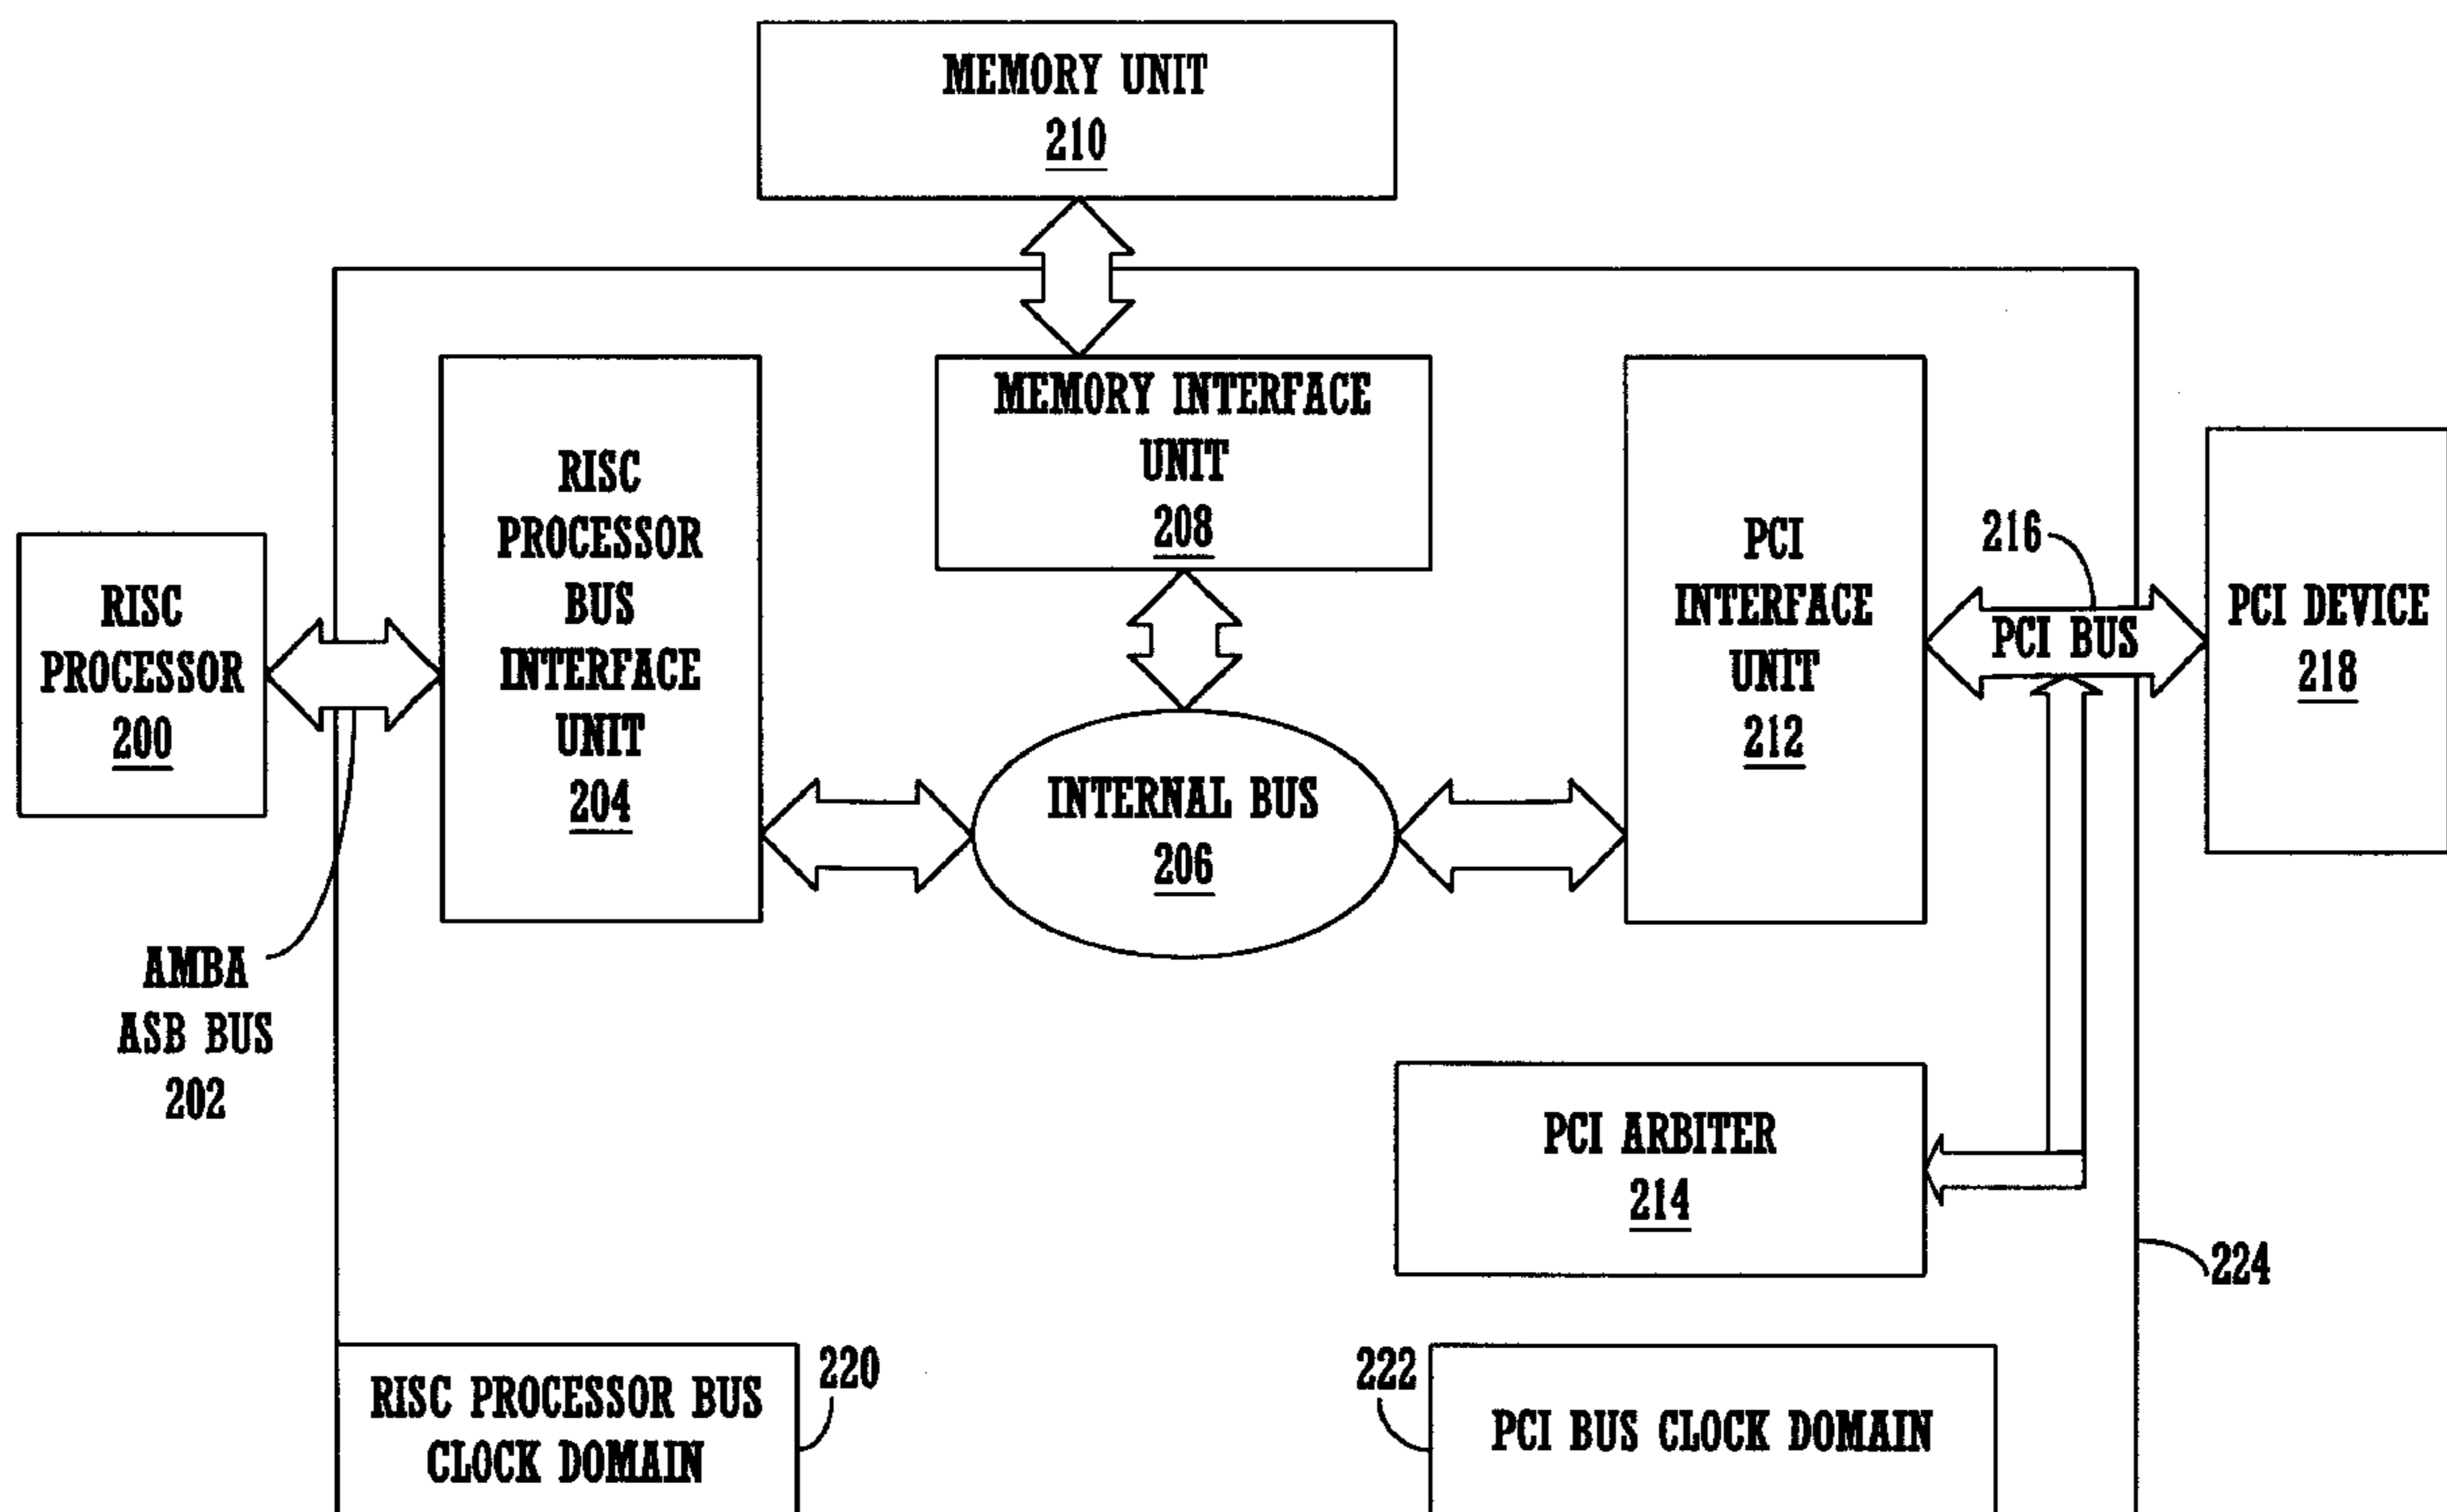 MEMORY UNIT
210
MEMORY INTERFACE
UNIT
208
RISC
PROCESSOR
BUS
INTERFACE
UNIT
204
RISC
PROCESSOR
200
PCI
INTERFACE
UNIT
212
216
PCI BUS
PCI DEVICE
218
INTERNAL BUS
206
AMBA
ASB BUS
202
PCI ARBITER
214
224
RISC PROCESSOR BUS
CLOCK DOMAIN
220
222
PCI BUS CLOCK DOMAIN